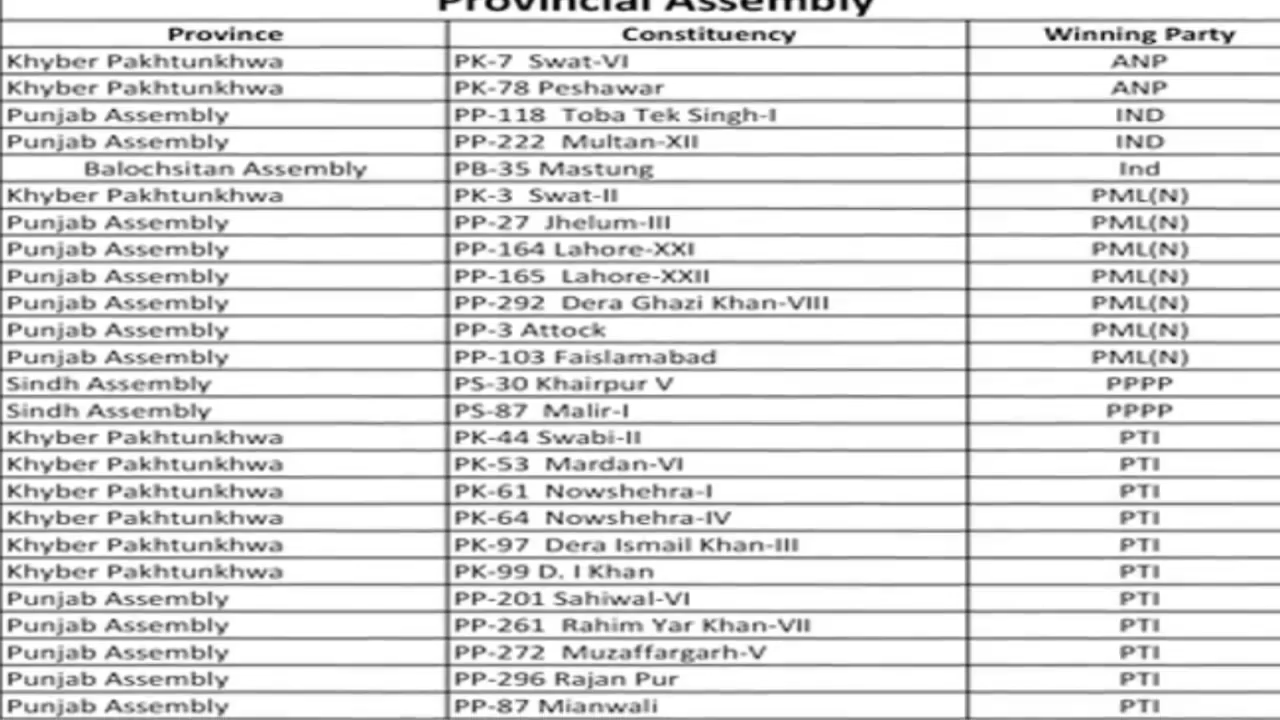 Provincial Assembly
Province Constituency Winning Party
Khyber Pakhtunkhwa PK-7 Swat-VI ANP
Khyber Pakhtunkhwa PK-78 Peshawar ANP
Punjab Assembly PP-118 Toba Tek Singh-I IND
Punjab Assembly PP-222 Multan-XII IND
Balochsitan Assembly PB-35 Mastung Ind
Khyber Pakhtunkhwa PK-3 Swat-II PML(N)
Punjab Assembly PP-27 Jhelum-III PML(N)
Punjab Assembly PP-164 Lahore-XXI PML(N)
Punjab Assembly PP-165 Lahore-XXII PML(N)
Punjab Assembly PP-292 Dera Ghazi Khan-VIII PML(N)
Punjab Assembly PP-3 Attock PML(N)
Punjab Assembly PP-103 Faislamabad PML(N)
Sindh Assembly PS-30 Khairpur V PPPP
Sindh Assembly PS-87 Malir-I PPPP
Khyber Pakhtunkhwa PK-44 Swabi-II PTI
Khyber Pakhtunkhwa PK-53 Mardan-VI PTI
Khyber Pakhtunkhwa PK-61 Nowshehra-I PTI
Khyber Pakhtunkhwa PK-64 Nowshehra-IV PTI
Khyber Pakhtunkhwa PK-97 Dera Ismail Khan-III PTI
Khyber Pakhtunkhwa PK-99 D. I Khan PTI
Punjab Assembly PP-201 Sahiwal-VI PTI
Punjab Assembly PP-261 Rahim Yar Khan-VII PTI
Punjab Assembly PP-272 Muzaffargarh-V PTI
Punjab Assembly PP-296 Rajan Pur PTI
Punjab Assembly PP-87 Mianwali PTI